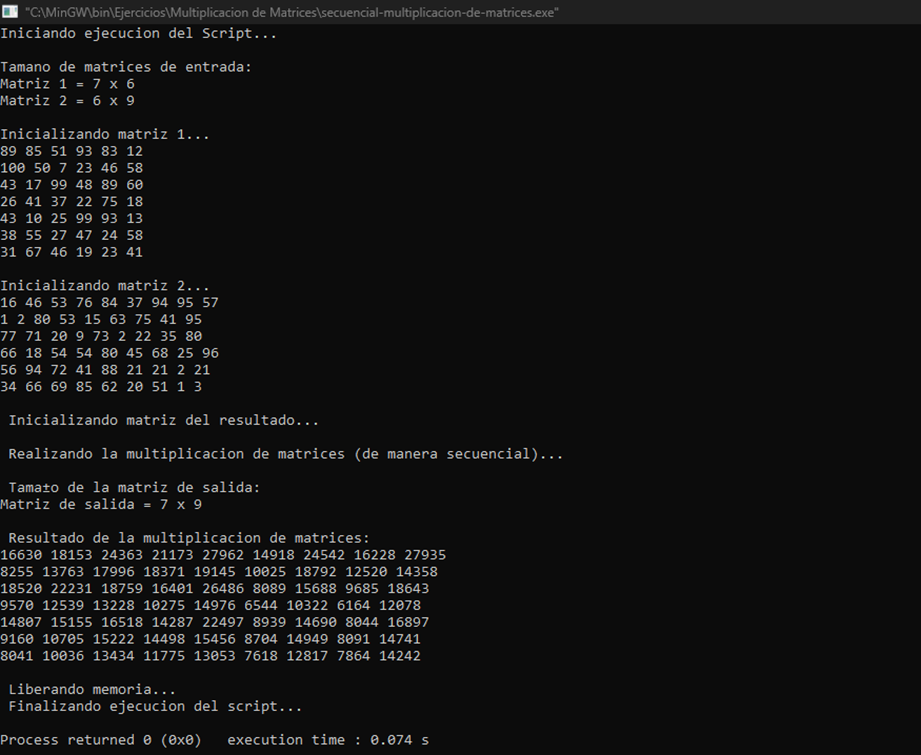 "C:\MinGW\bin\Ejercicios\Multiplicacion de Matrices\secuencial-multiplicacion-de-matrices.exe"
Iniciando ejecucion del Script...
Tamano de matrices de entrada:
Matriz 1 = 7 x 6
Matriz 2 = 6 x 9
Inicializando matriz 1...
89 85 51 93 83 12
100 50 7 23 46 58
43 17 99 48 89 60
26 41 37 22 75 18
43 10 25 99 93 13
38 55 27 47 24 58
31 67 46 19 23 41
Inicializando matriz 2...
16 46 53 76 84 37 94 95 57
1 2 80 53 15 63 75 41 95
77 71 20 9 73 2 22 35 80
66 18 54 54 80 45 68 25 96
56 94 72 41 88 21 21 2 21
34 66 69 85 62 20 51 1 3
Inicializando matriz del resultado...
Realizando la multiplicacion de matrices (de manera secuencial)...
Tama±o de la matriz de salida:
Matriz de salida = 7 x 9
Resultado de la multiplicacion de matrices:
16630 18153 24363 21173 27962 14918 24542 16228 27935
8255 13763 17996 18371 19145 10025 18792 12520 14358
18520 22231 18759 16401 26486 8089 15688 9685 18643
9570 12539 13228 10275 14976 6544 10322 6164 12078
14807 15155 16518 14287 22497 8939 14690 8044 16897
9160 10705 15222 14498 15456 8704 14949 8091 14741
8041 10036 13434 11775 13053 7618 12817 7864 14242
Liberando memoria...
Finalizando ejecucion del script...
Process returned 0 (0x0)   execution time : 0.074 s